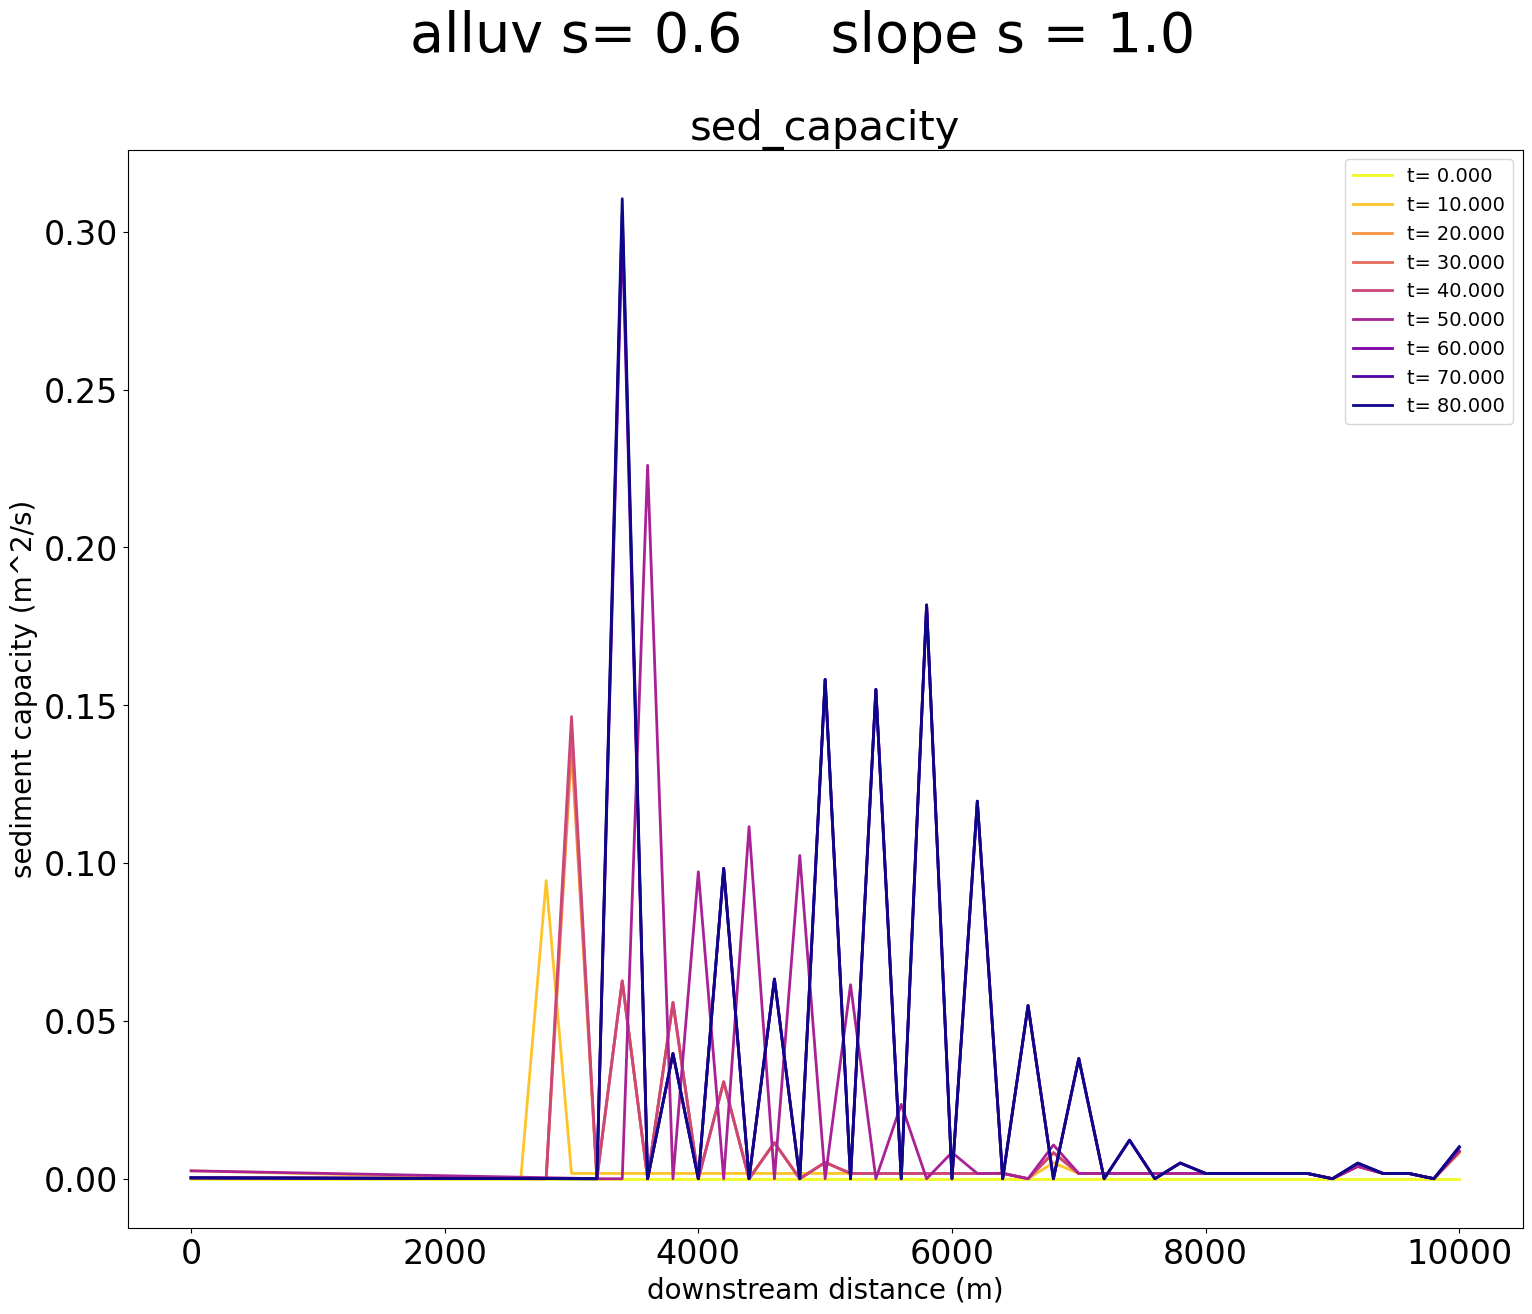 alluv s= 0.6 slope s = 1.0
sed_capacity
t= 0.000
t= 10.000
t= 20.000
t= 30.000
t= 40.000
t= 50.000
t= 60.000
t= 70.000
t= 80.000
0.30
0.25
0.20
0.15
0.10
0.05
0.00
sediment capacity (m^2/s)
0 2000 4000 6000 8000 10000
downstream distance (m)